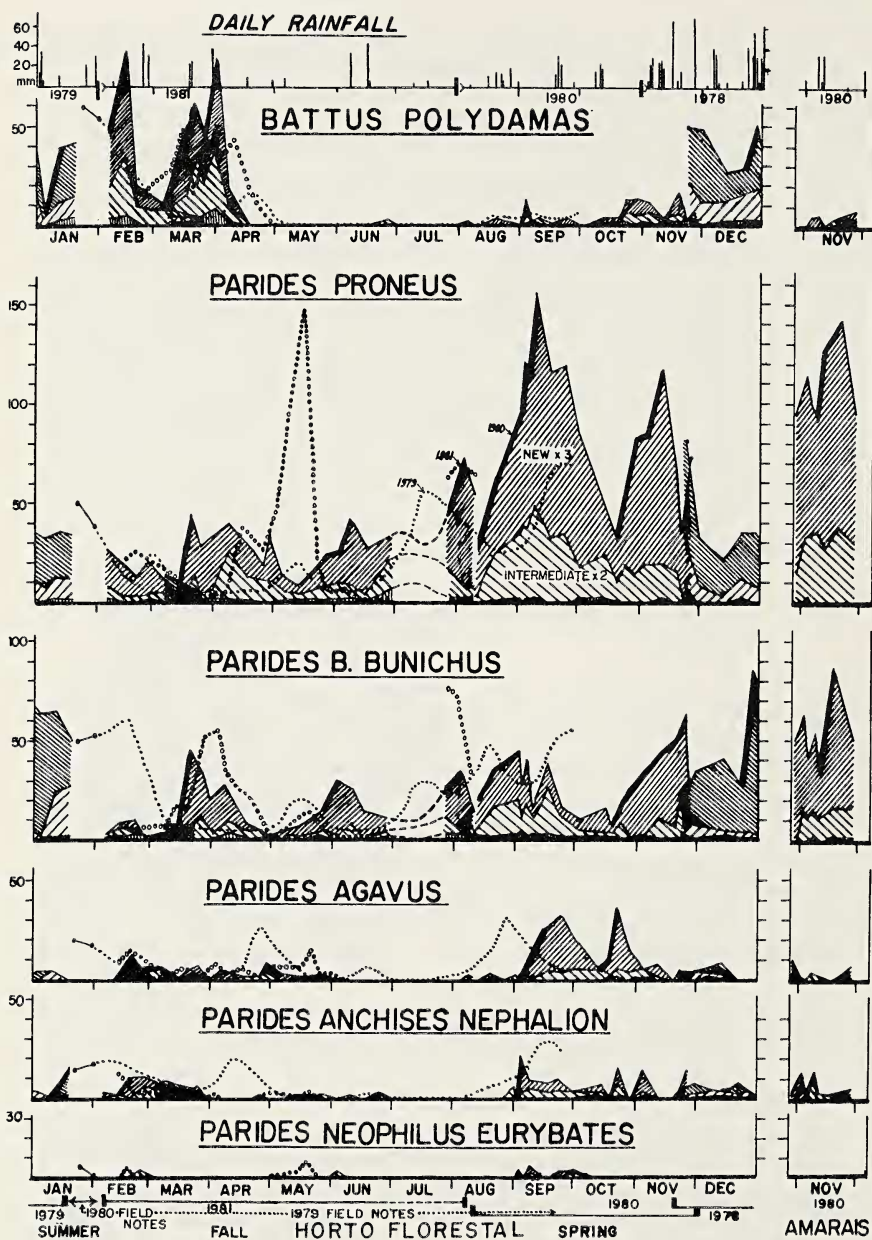 DAILY RAINFALL
60
40
20
mm
1979
1981
1980
1978
1980
BATTUS POLYDAMAS
50
JAN FEB MAR APR MAY JUN JUL AUG SEP OCT NOV DEC
NOV
PARIDES PRONEUS
150
100
50
1979
1981
1980
NEW x 3
INTERMEDIATE x 2
PARIDES B. BUNICHUS
100
50
PARIDES AGAVUS
50
PARIDES ANCHISES NEPHALION
50
PARIDES NEOPHILUS EURYBATES
30
JAN FEB MAR APR MAY JUN JUL AUG SEP OCT NOV DEC
NOV
1980
1979
1980 FIELD NOTES
1981
1979 FIELD NOTES
1980
1978
SUMMER FALL HORTO FLORESTAL SPRING
AMARAIS